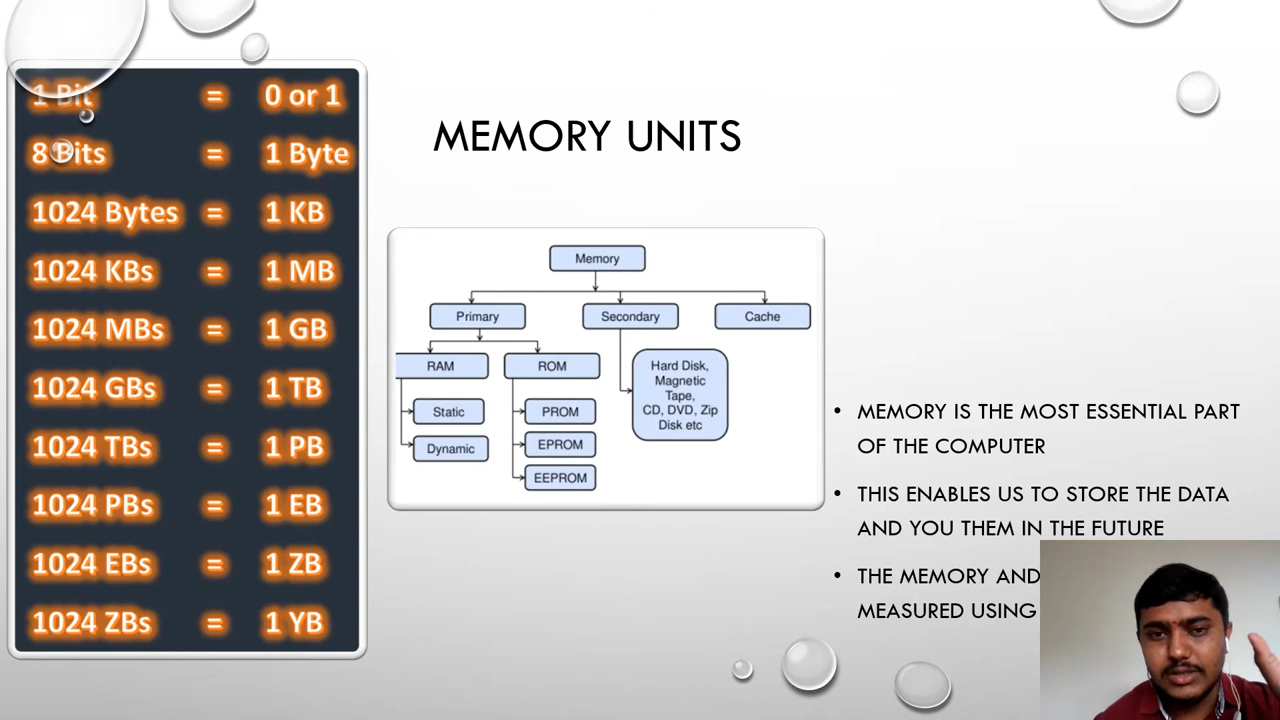 1 Bit = 0 or 1
8 Bits = 1 Byte
1024 Bytes = 1 KB
1024 KBs = 1 MB
1024 MBs = 1 GB
1024 GBs = 1 TB
1024 TBs = 1 PB
1024 PBs = 1 EB
1024 EBs = 1 ZB
1024 ZBs = 1 YB
MEMORY UNITS
Memory
Primary
Secondary
Cache
RAM
ROM
Static
Dynamic
PROM
EPROM
EEPROM
Hard Disk,
Magnetic
Tape,
CD, DVD, Zip
Disk etc
• MEMORY IS THE MOST ESSENTIAL PART
OF THE COMPUTER
• THIS ENABLES US TO STORE THE DATA
AND YOU THEM IN THE FUTURE
• THE MEMORY AND
MEASURED USING